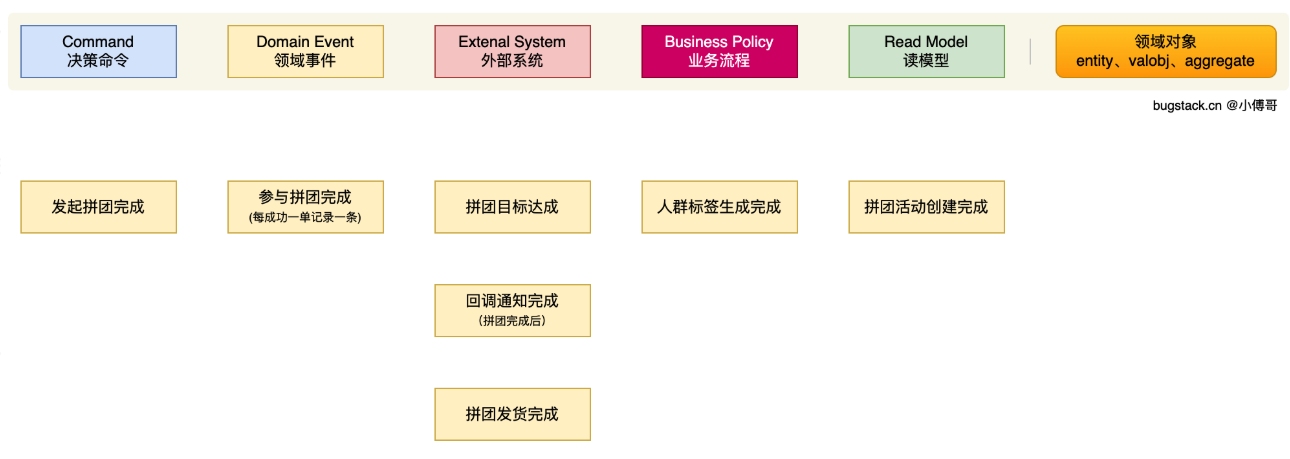 Command
决策命令
Domain Event
领域事件
Extenal System
外部系统
Business Policy
业务流程
Read Model
读模型
领域对象
entity、valobj、aggregate
bugstack.cn @小傅哥
发起拼团完成
参与拼团完成
(每成功一单记录一条)
拼团目标达成
人群标签生成完成
拼团活动创建完成
回调通知完成
（拼团完成后）
拼团发货完成